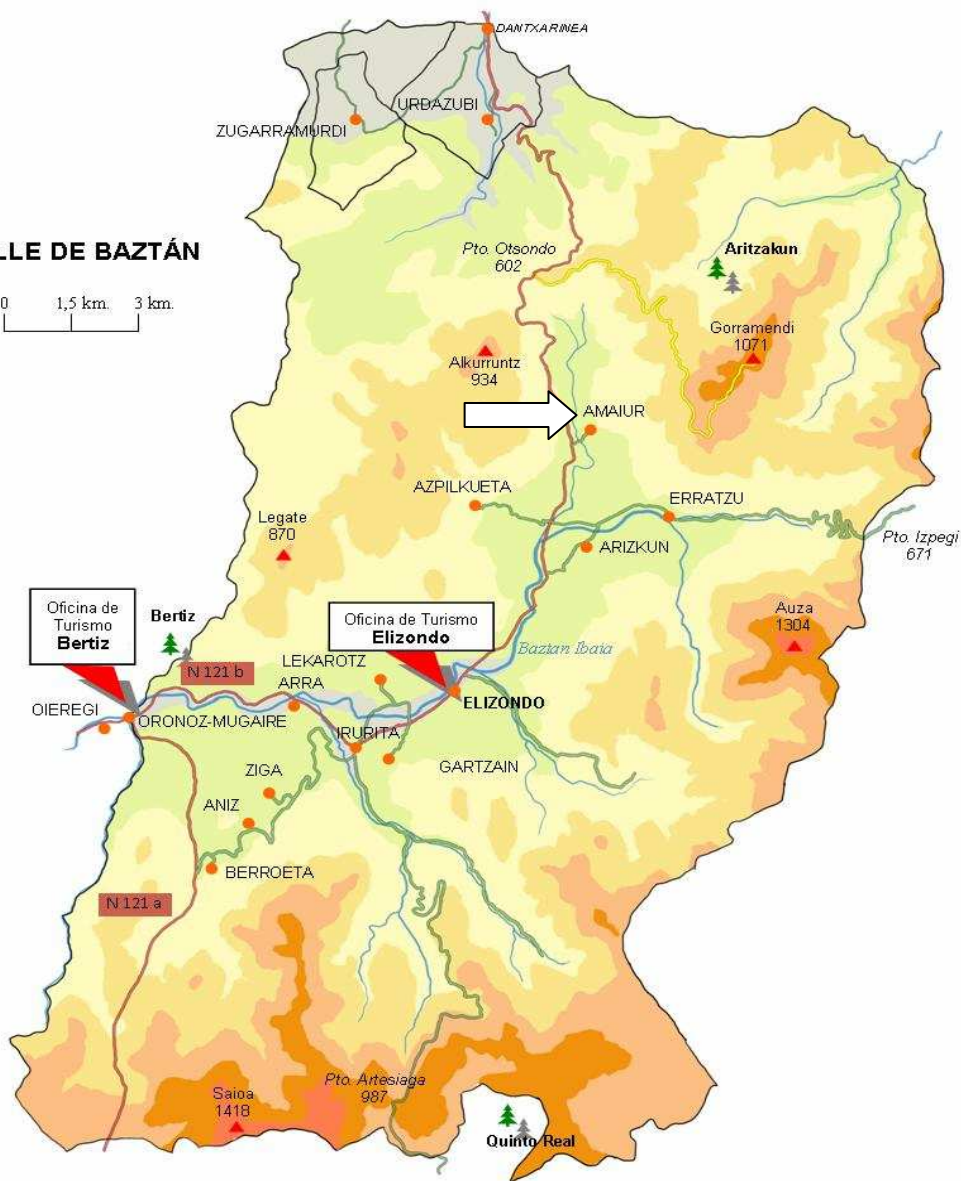 DANTXARINEA
URDAZUBI
ZUGARRAMURDI
LLE DE BAZTÁN
0 1,5 km. 3 km.
Pto. Otsondo
602
Aritzakun
Gorramendi
1071
Alkurruntz
934
AMAIUR
AZPILKUETA
ERRATZU
Legate
870
ARIZKUN
Pto. Izpegi
671
Oficina de
Turismo
Bertiz
Bertiz
Oficina de Turismo
Elizondo
Auza
1304
Baztan Ibaia
N 121 b
LEKAROTZ
ARRA
ELIZONDO
OIEREGI
ORONOZ-MUGAIRE
IRURITA
GARTZAIN
ZIGA
ANIZ
BERROETA
N 121 a
Saioa
1418
Pto. Artesiaga
987
Quinto Real